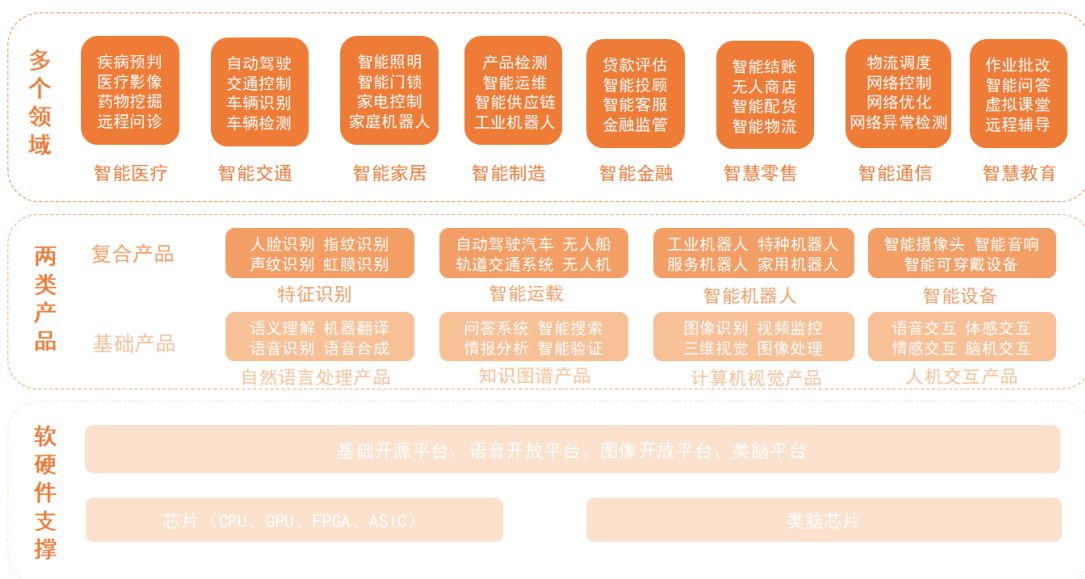 多个领域
疾病预判
医疗影像
药物挖掘
远程问诊
智能医疗
自动驾驶
交通控制
车辆识别
车辆检测
智能交通
智能照明
智能门锁
家电控制
家庭机器人
智能家居
产品检测
智能运维
智能供应链
工业机器人
智能制造
贷款评估
智能投顾
智能客服
金融监管
智能金融
智能结账
无人商店
智能配货
智能物流
智慧零售
物流调度
网络控制
网络优化
网络异常检测
智能通信
作业批改
智能问答
虚拟课堂
远程辅导
智慧教育
两类产品
复合产品
人脸识别 指纹识别
声纹识别 虹膜识别
特征识别
自动驾驶汽车 无人船
轨道交通系统 无人机
智能运载
工业机器人 特种机器人
服务机器人 家用机器人
智能机器人
智能摄像头 智能音响
智能可穿戴设备
智能设备
基础产品
语义理解 机器翻译
语音识别 语音合成
自然语言处理产品
问答系统 智能搜索
情报分析 智能验证
知识图谱产品
图像识别 视频监控
三维视觉 图像处理
计算机视觉产品
语音交互 体感交互
情感交互 脑机交互
人机交互产品
软硬件支撑
基础开源平台、语音开放平台、图像开放平台、类脑平台
芯片（CPU、GPU、FPGA、ASIC）
类脑芯片